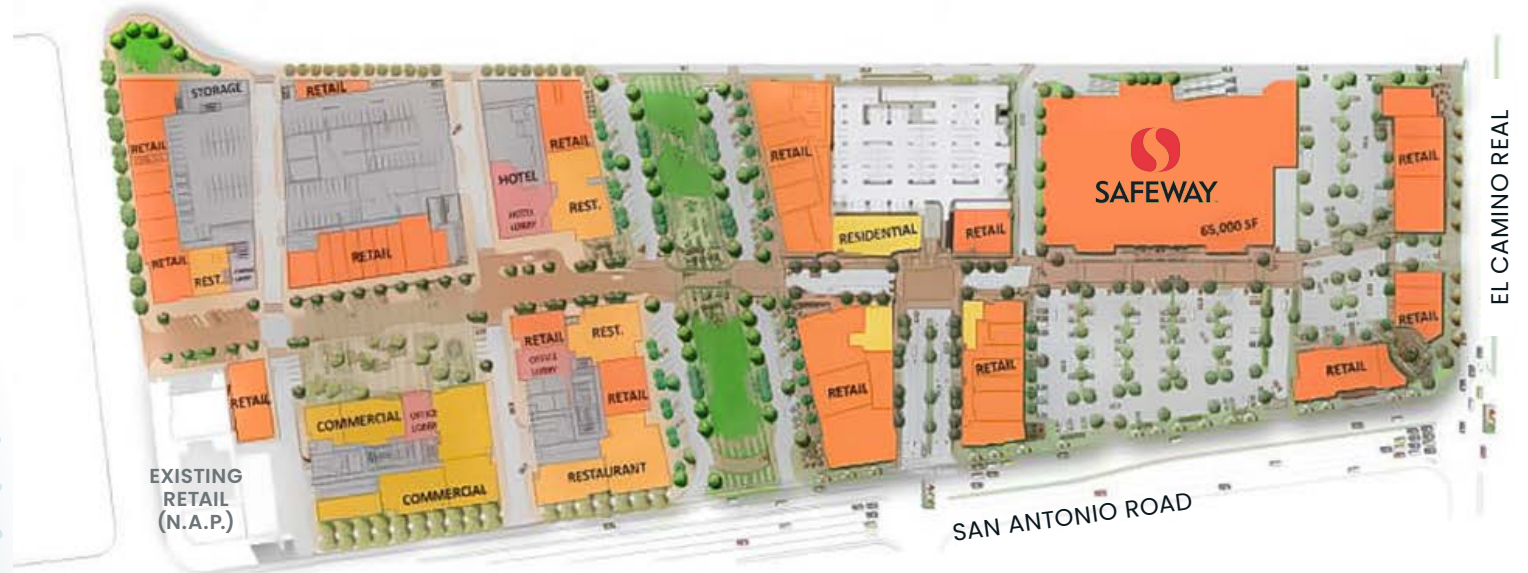 STORAGE
RETAIL
RETAIL
RETAIL
RETAIL
HOTEL
HOTEL
LOBBY
REST.
RETAIL
RESIDENTIAL
RETAIL
SAFEWAY
65,000 SF
RETAIL
EL CAMINO REAL
RETAIL
REST.
RETAIL
RETAIL
REST.
OFFICE
LOBBY
RETAIL
RETAIL
RETAIL
RETAIL
RETAIL
RETAIL
COMMERCIAL
OFFICE
LOBBY
COMMERCIAL
RESTAURANT
EXISTING
RETAIL
(N.A.P.)
SAN ANTONIO ROAD